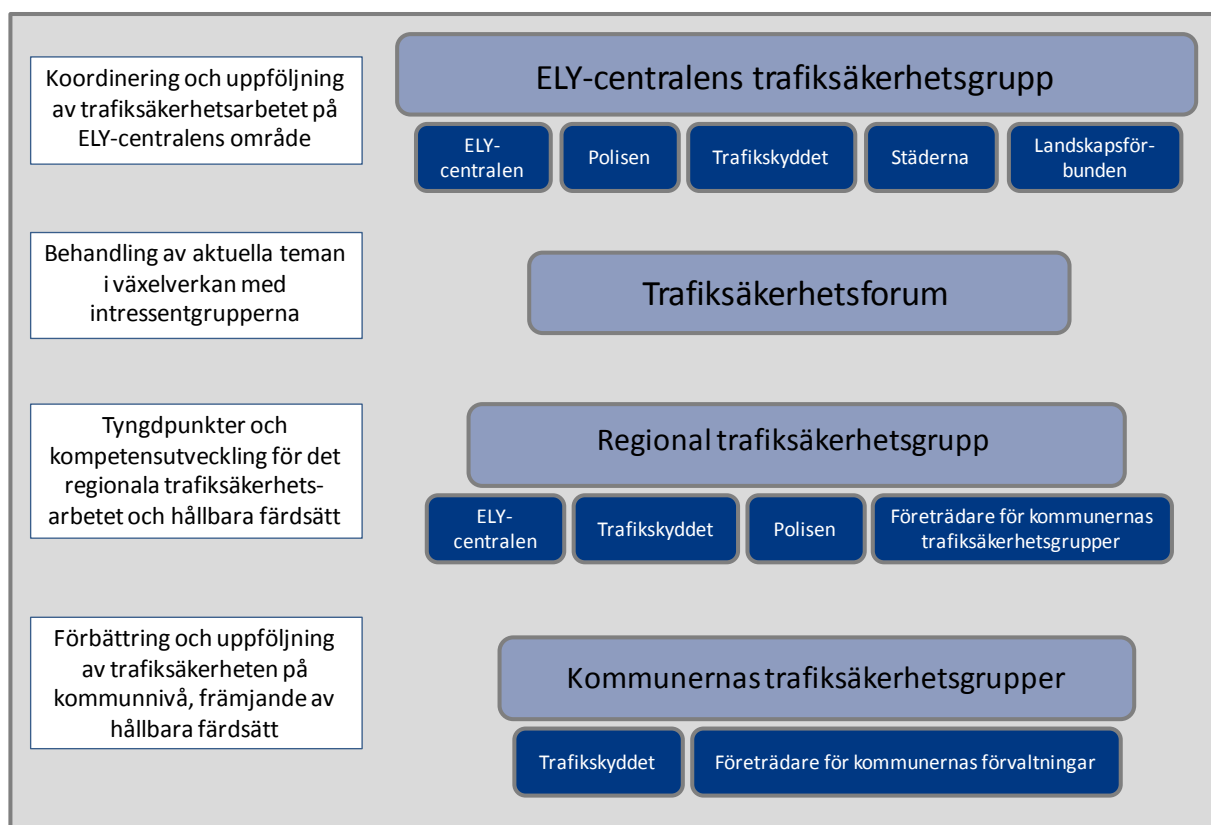 Koordinering och uppföljning
av trafiksäkerhetsarbetet på
ELY-centralens område
ELY-centralens trafiksäkerhetsgrupp
ELY-
centralen
Polisen
Trafikskyddet
Städerna
Landskapsför-
bunden
Behandling av aktuella teman
i växelverkan med
intressentgrupperna
Trafiksäkerhetsforum
Tyngdpunkter och
kompetensutveckling för det
regionala trafiksäkerhets-
arbetet och hållbara färdsätt
Regional trafiksäkerhetsgrupp
ELY-
centralen
Trafikskyddet
Polisen
Företrädare för kommunernas
trafiksäkerhetsgrupper
Förbättring och uppföljning
av trafiksäkerheten på
kommunnivå, främjande av
hållbara färdsätt
Kommunernas trafiksäkerhetsgrupper
Trafikskyddet
Företrädare för kommunernas förvaltningar